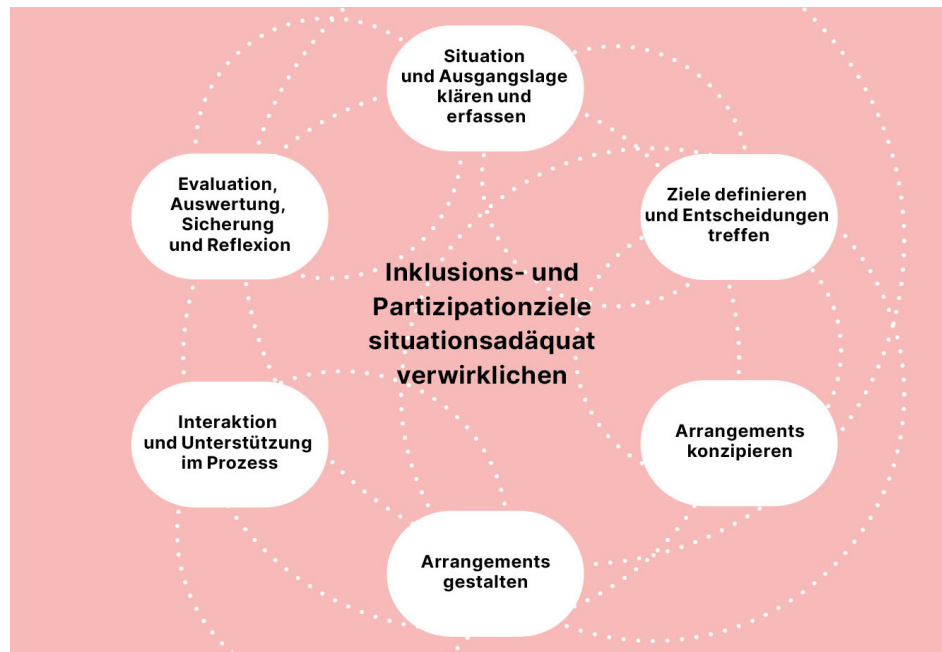 Situation
und Ausgangslage
klären und
erfassen
Evaluation,
Auswertung,
Sicherung
und Reflexion
Ziele definieren
und Entscheidungen
treffen
Inklusions- und
Partizipationziele
situationsadäquat
verwirklichen
Interaktion
und Unterstützung
im Prozess
Arrangements
konzipieren
Arrangements
gestalten